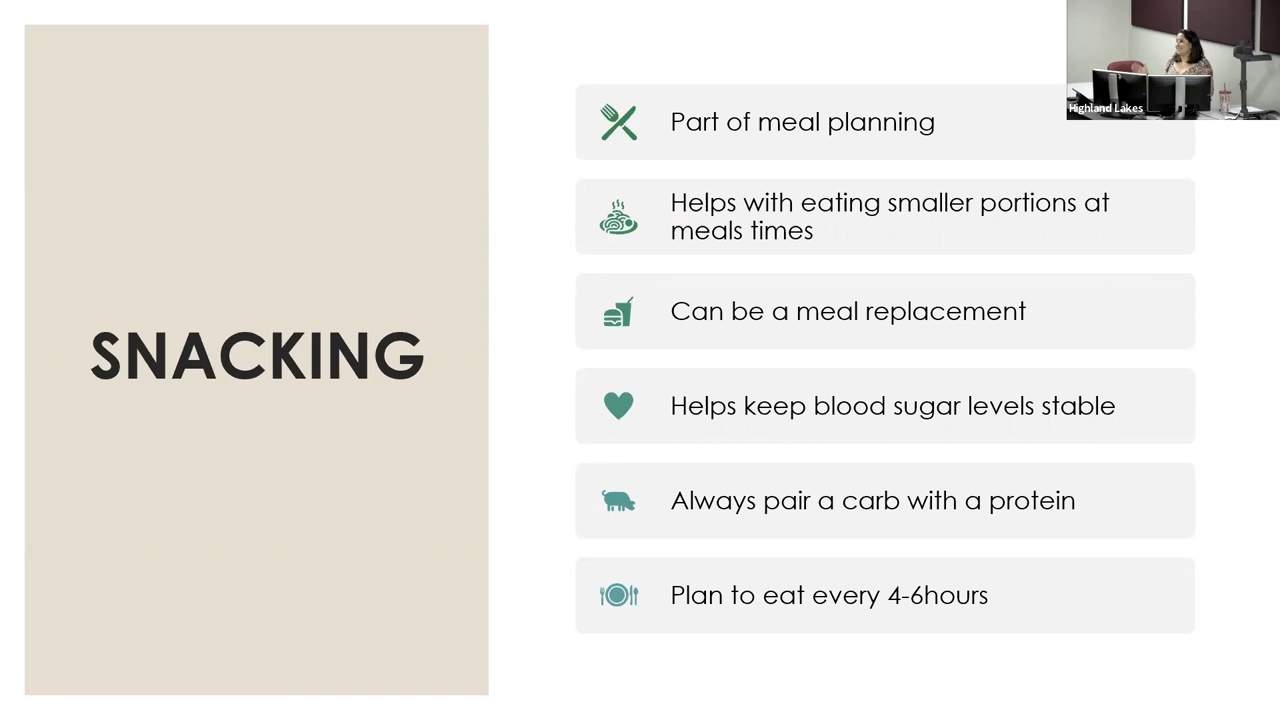 SNACKING
Part of meal planning
Helps with eating smaller portions at
meals times
Can be a meal replacement
Helps keep blood sugar levels stable
Always pair a carb with a protein
Plan to eat every 4-6hours
Highland Lakes